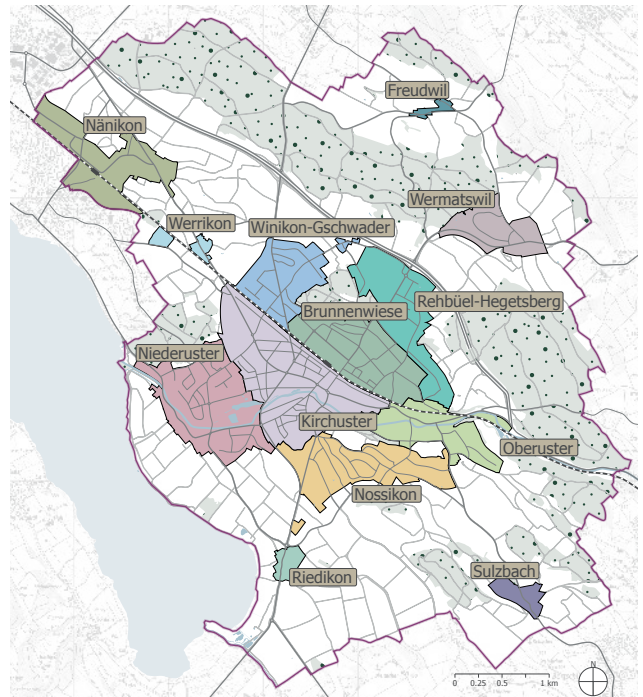 Freudwil
Nänikon
Wermatswil
Werrikon
Winikon-Gschwader
Rehbüel-Hegetsberg
Brunnenwiese
Niederuster
Kirchuster
Oberuster
Nossikon
Riedikon
Sulzbach
0 0.25 0.5 1 km